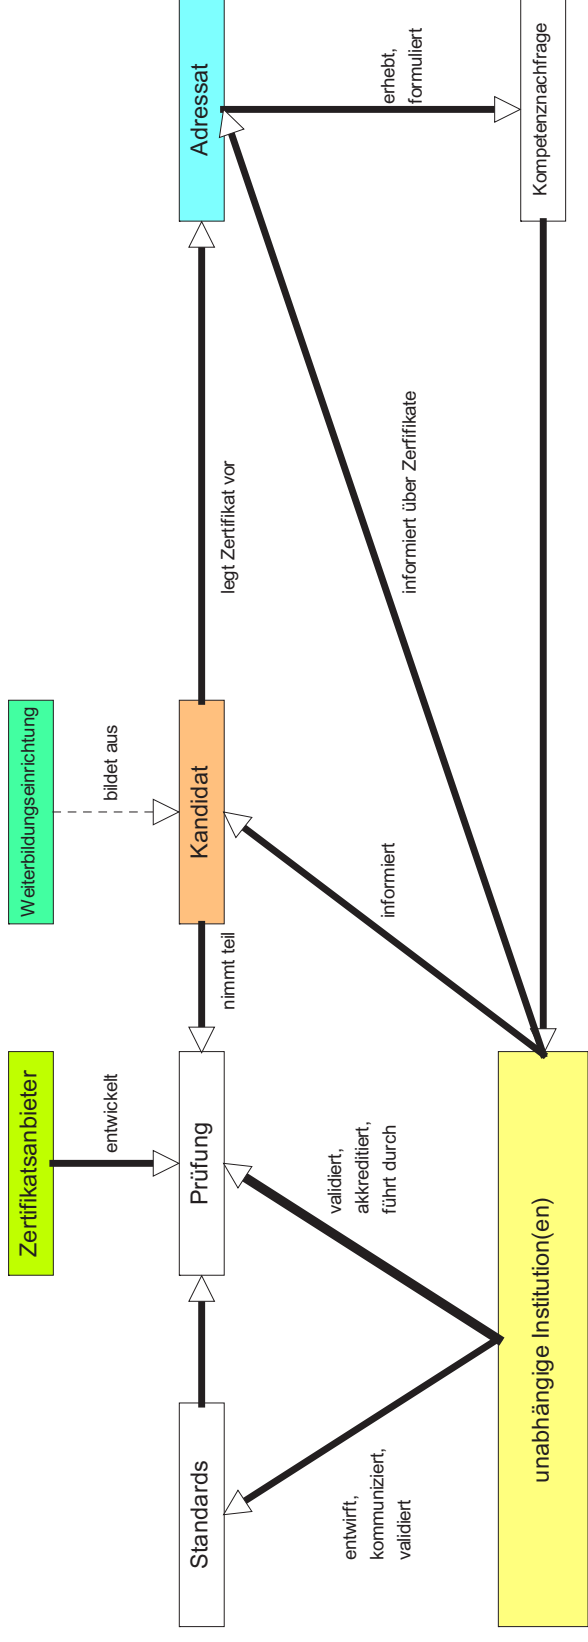 Zertifikatsanbieter
Weiterbildungseinrichtung
entwickelt
bildet aus
Standards
Prüfung
Kandidat
Adressat
nimmt teil
legt Zertifikat vor
entwirft,
kommuniziert,
validiert
validiert,
akkreditiert,
führt durch
informiert
informiert über Zerfifikate
erhebt,
formuliert
unabhängige Institution(en)
Kompetenznachfrage